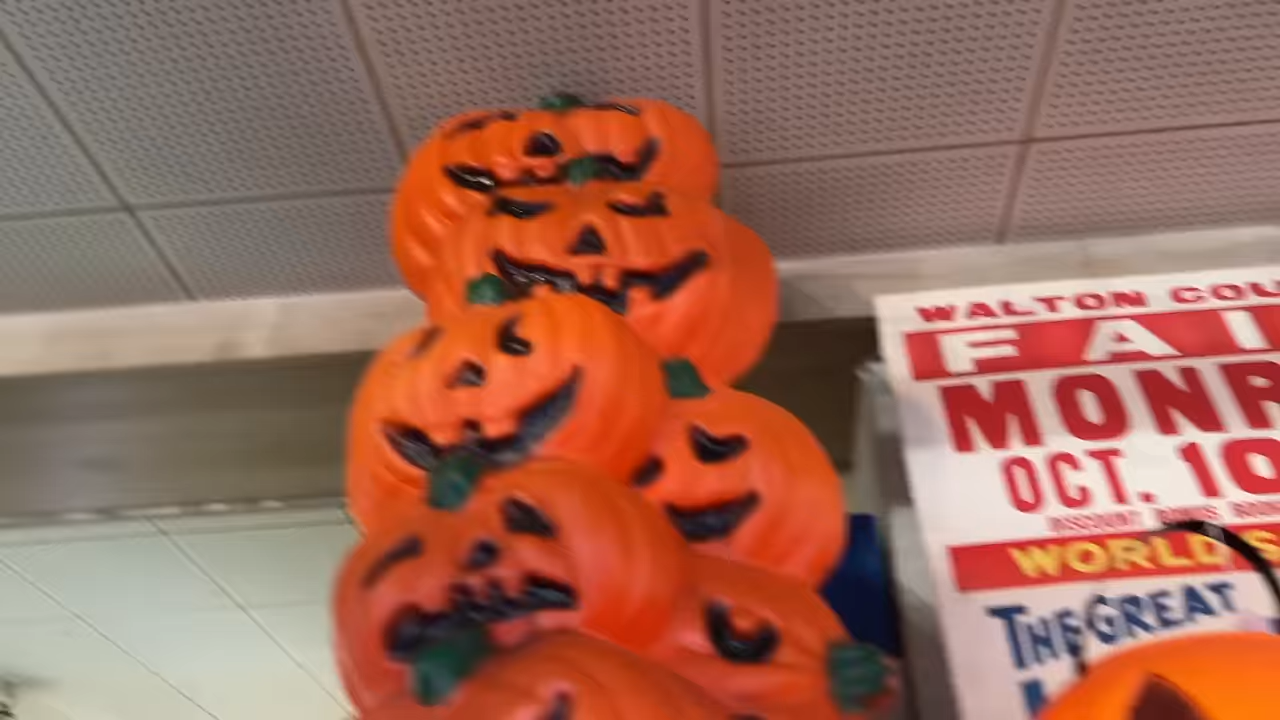 WALTON COU
FAI
MONR
OCT. 10
WORLD'S
THE GREAT